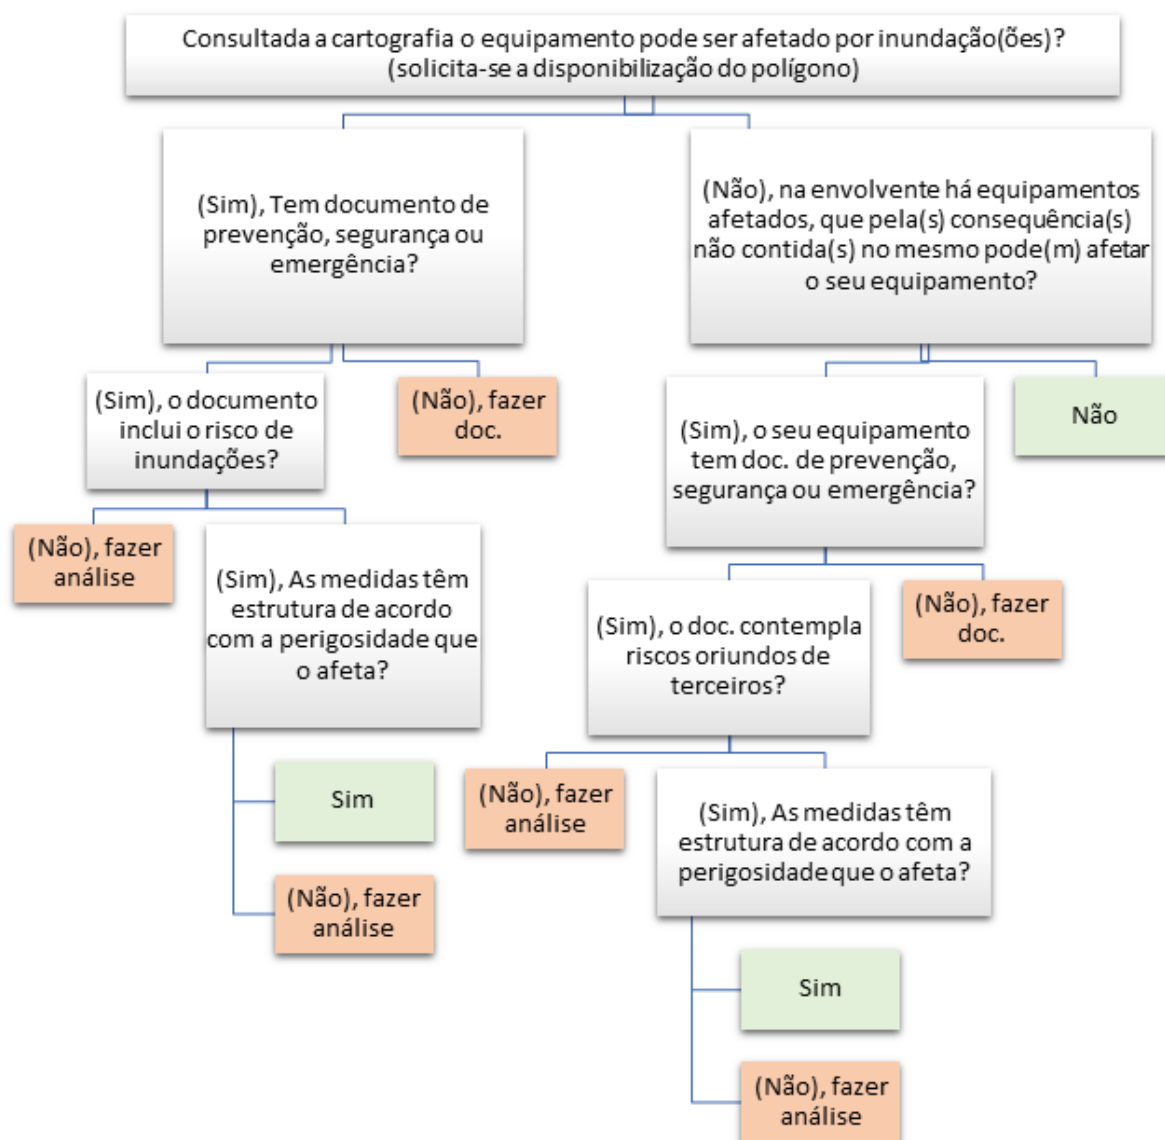 Consultada a cartografia o equipamento pode ser afetado por inundação(ões)?
(solicita-se a disponibilização do polígono)
(Sim), Tem documento de
prevenção, segurança ou
emergência?
(Não), na envolvente há equipamentos
afetados, que pela(s) consequência(s)
não contida(s) no mesmo pode(m) afetar
o seu equipamento?
(Sim), o documento
inclui o risco de
inundações?
(Não), fazer
doc.
(Sim), o seu equipamento
tem doc. de prevenção,
segurança ou emergência?
Não
(Não), fazer
análise
(Sim), As medidas têm
estrutura de acordo
com a perigosidade que
o afeta?
(Sim), o doc. contempla
riscos oriundos de
terceiros?
(Não), fazer
doc.
Sim
(Não), fazer
análise
(Não), fazer
análise
(Sim), As medidas têm
estrutura de acordo com a
perigosidade que o afeta?
Sim
(Não), fazer
análise